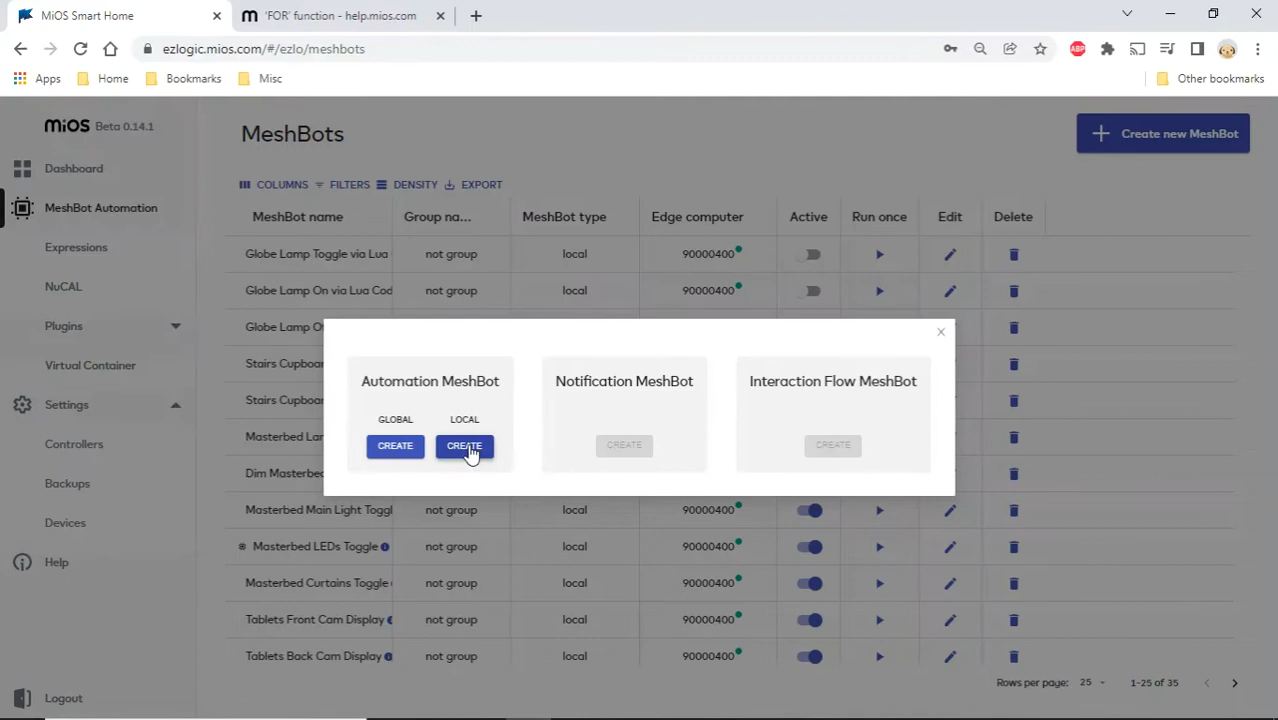 MiOS Smart Home
'FOR' function - help.mios.com
ezlogic.mios.com/#/ezlo/meshbots
ABP
Apps
Home
Bookmarks
Misc
Other bookmarks
MiOS Beta 0.14.1
Dashboard
MeshBot Automation
Expressions
NuCAL
Plugins
Virtual Container
Settings
Controllers
Backups
Devices
Help
Logout
MeshBots
Create new MeshBot
COLUMNS FILTERS DENSITY EXPORT
MeshBot name Group na... MeshBot type Edge computer Active Run once Edit Delete
Globe Lamp Toggle via Lua not group local 90000400
Globe Lamp On via Lua Cod not group local 90000400
Globe Lamp O
Stairs Cupboar
Stairs Cupboar
Masterbed Lar
Dim Masterbed
Automation MeshBot
GLOBAL LOCAL
CREATE CREATE
Notification MeshBot
CREATE
Interaction Flow MeshBot
CREATE
Masterbed Main Light Toggl not group local 90000400
Masterbed LEDs Toggle not group local 90000400
Masterbed Curtains Toggle not group local 90000400
Tablets Front Cam Display not group local 90000400
Tablets Back Cam Display not group local 90000400
Rows per page: 25 1-25 of 35